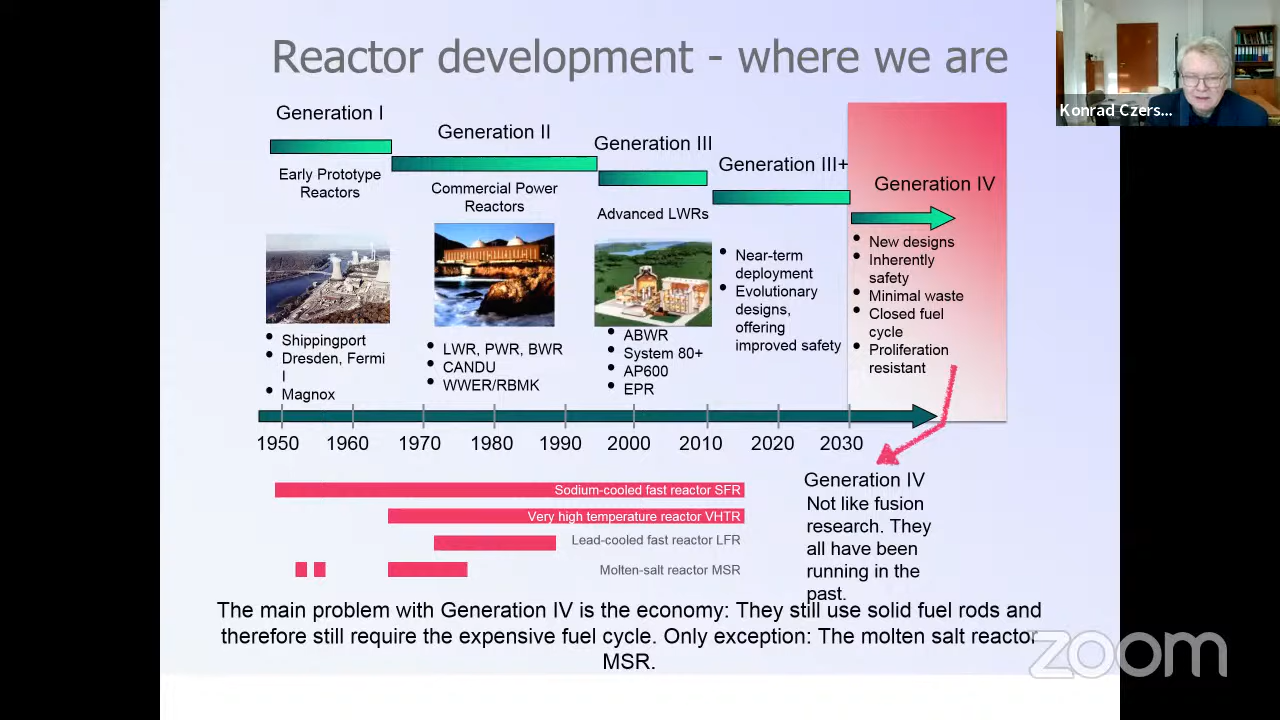 Reactor development - where we are
Konrad Czers...
Generation I
Early Prototype
Reactors
Shippingport
Dresden, Fermi
I
Magnox
Generation II
Commercial Power
Reactors
LWR, PWR, BWR
CANDU
WWER/RBMK
Generation III
Advanced LWRs
ABWR
System 80+
AP600
EPR
Generation III+
Near-term
deployment
Evolutionary
designs,
offering
improved safety
Generation IV
New designs
Inherently
safety
Minimal waste
Closed fuel
cycle
Proliferation
resistant
1950 1960 1970 1980 1990 2000 2010 2020 2030
Sodium-cooled fast reactor SFR
Very high temperature reactor VHTR
Lead-cooled fast reactor LFR
Molten-salt reactor MSR
Generation IV
Not like fusion
research. They
all have been
running in the
past.
The main problem with Generation IV is the economy: They still use solid fuel rods and
therefore still require the expensive fuel cycle. Only exception: The molten salt reactor
MSR.
zoom